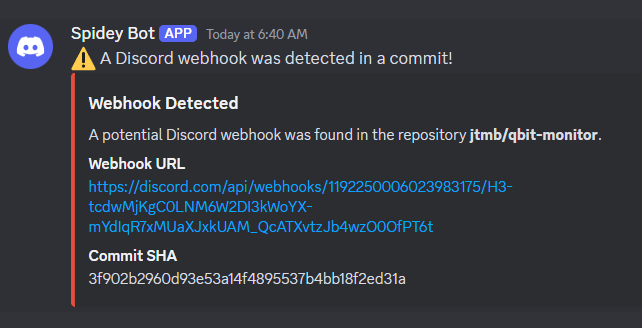 Spidey Bot APP Today at 6:40 AM
⚠️ A Discord webhook was detected in a commit!
Webhook Detected
A potential Discord webhook was found in the repository jtmb/qbit-monitor.
Webhook URL
https://discord.com/api/webhooks/1192250006023983175/H3-
tcdwMjKgC0LNM6W2DI3kWoYX-
mYdIqR7xMUaXJxkUAM_QcATXvtzJb4wzO0OfPT6t
Commit SHA
3f902b2960d93e53a14f4895537b4bb18f2ed31a